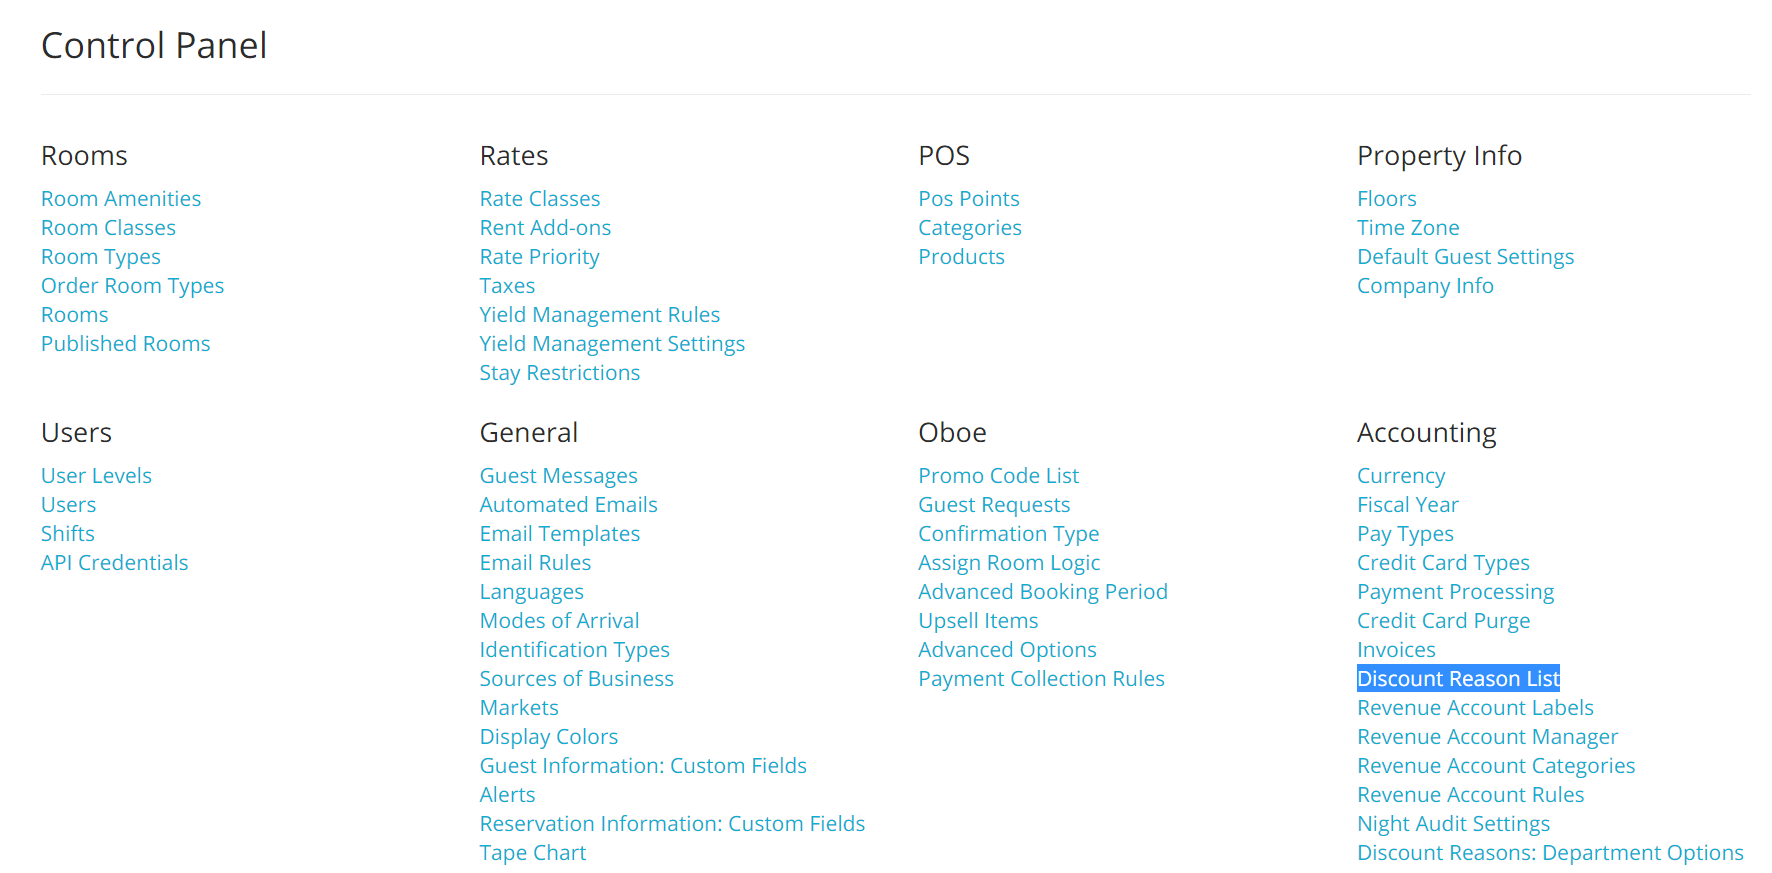 Control Panel
Rooms
Room Amenities
Room Classes
Room Types
Order Room Types
Rooms
Published Rooms
Rates
Rate Classes
Rent Add-ons
Rate Priority
Taxes
Yield Management Rules
Yield Management Settings
Stay Restrictions
POS
Pos Points
Categories
Products
Property Info
Floors
Time Zone
Default Guest Settings
Company Info
Users
User Levels
Users
Shifts
API Credentials
General
Guest Messages
Automated Emails
Email Templates
Email Rules
Languages
Modes of Arrival
Identification Types
Sources of Business
Markets
Display Colors
Guest Information: Custom Fields
Alerts
Reservation Information: Custom Fields
Tape Chart
Oboe
Promo Code List
Guest Requests
Confirmation Type
Assign Room Logic
Advanced Booking Period
Upsell Items
Advanced Options
Payment Collection Rules
Accounting
Currency
Fiscal Year
Pay Types
Credit Card Types
Payment Processing
Credit Card Purge
Invoices
Discount Reason List
Revenue Account Labels
Revenue Account Manager
Revenue Account Categories
Revenue Account Rules
Night Audit Settings
Discount Reasons: Department Options